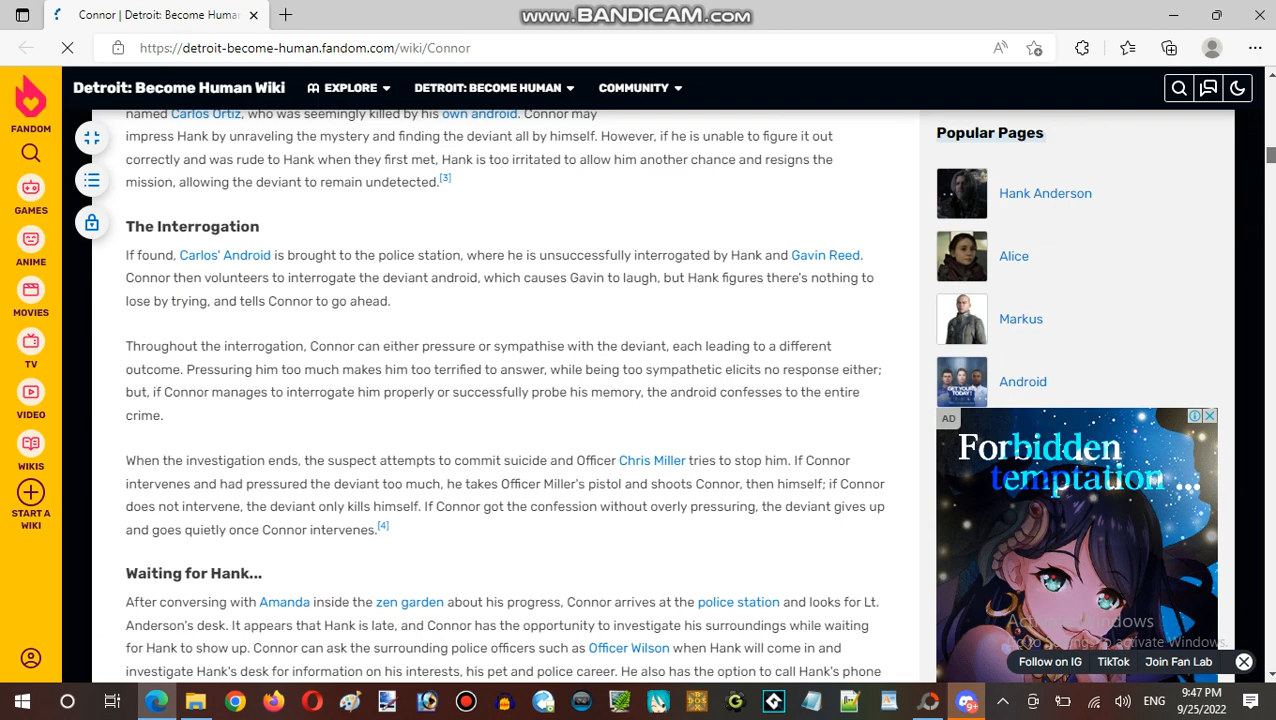 www.BANDICAM.com
Connor | Detroit: Become Huma
https://detroit-become-human.fandom.com/wiki/Connor
Detroit: Become Human Wiki
EXPLORE
DETROIT: BECOME HUMAN
COMMUNITY
FANDOM
GAMES
ANIME
MOVIES
TV
VIDEO
WIKIS
START A
WIKI
named Carlos Ortiz, who was seemingly killed by his own android. Connor may
impress Hank by unraveling the mystery and finding the deviant all by himself. However, if he is unable to figure it out
correctly and was rude to Hank when they first met, Hank is too irritated to allow him another chance and resigns the
mission, allowing the deviant to remain undetected.[3]
The Interrogation
If found, Carlos' Android is brought to the police station, where he is unsuccessfully interrogated by Hank and Gavin Reed.
Connor then volunteers to interrogate the deviant android, which causes Gavin to laugh, but Hank figures there's nothing to
lose by trying, and tells Connor to go ahead.
Throughout the interrogation, Connor can either pressure or sympathise with the deviant, each leading to a different
outcome. Pressuring him too much makes him too terrified to answer, while being too sympathetic elicits no response either;
but, if Connor manages to interrogate him properly or successfully probe his memory, the android confesses to the entire
crime.
When the investigation ends, the suspect attempts to commit suicide and Officer Chris Miller tries to stop him. If Connor
intervenes and had pressured the deviant too much, he takes Officer Miller's pistol and shoots Connor, then himself; if Connor
does not intervene, the deviant only kills himself. If Connor got the confession without overly pressuring, the deviant gives up
and goes quietly once Connor intervenes.[4]
Waiting for Hank...
After conversing with Amanda inside the zen garden about his progress, Connor arrives at the police station and looks for Lt.
Anderson's desk. It appears that Hank is late, and Connor has the opportunity to investigate his surroundings while waiting
for Hank to show up. Connor can ask the surrounding police officers such as Officer Wilson when Hank will come in and
investigate Hank's desk for information on his interests, his pet and police career. He also has the option to call Hank's phone
Popular Pages
Hank Anderson
Alice
Markus
Android
AD
Forbidden
temptation ...
Activate Windows
Go to Settings to activate Windows.
Follow on IG
TikTok
Join Fan Lab
ENG
9:47 PM
9/25/2022